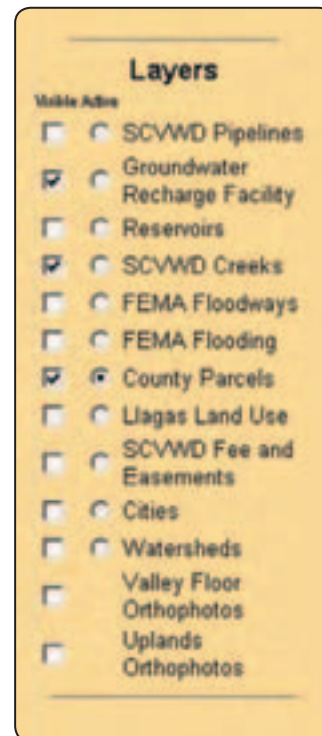 Layers
Visible Active
SCVWD Pipelines
Groundwater
Recharge Facility
Reservoirs
SCVWD Creeks
FEMA Floodways
FEMA Flooding
County Parcels
Llagas Land Use
SCVWD Fee and
Easements
Cities
Watersheds
Valley Floor
Orthophotos
Uplands
Orthophotos